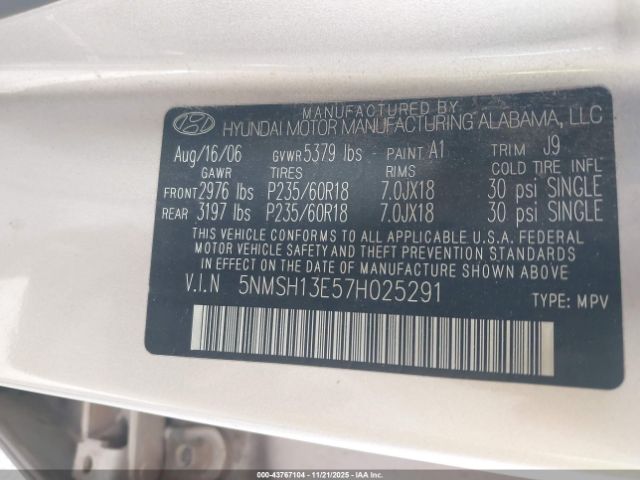 MANUFACTURED BY
HYUNDAI MOTOR MANUFACTURING ALABAMA, LLC
Aug/16/06 GVWR 5379 lbs PAINT A1 TRIM J9
GAWR TIRES RIMS COLD TIRE INFL
FRONT 2976 lbs P235/60R18 7.0JX18 30 psi SINGLE
REAR 3197 lbs P235/60R18 7.0JX18 30 psi SINGLE
THIS VEHICLE CONFORMS TO ALL APPLICABLE U.S.A. FEDERAL
MOTOR VEHICLE SAFETY AND THEFT PREVENTION STANDARDS
IN EFFECT ON THE DATE OF MANUFACTURE SHOWN ABOVE.
V.I.N 5NMSH13E57H025291 TYPE: MPV
IAA 000-43767104 11/21/2025 IAAI.COM